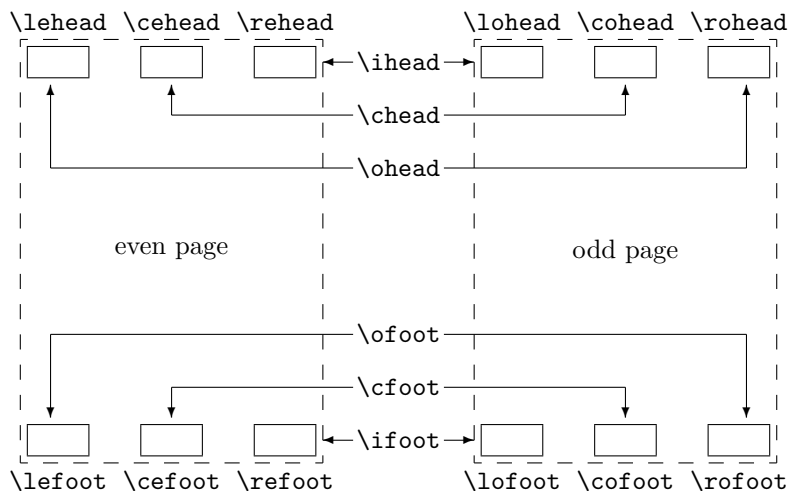 \lehead \cehead \rehead \lohead \cohead \rohead
\ihead
\chead
\ohead
even page odd page
\ofoot
\cfoot
\ifoot
\lefoot \cefoot \refoot \lofoot \cofoot \rofoot